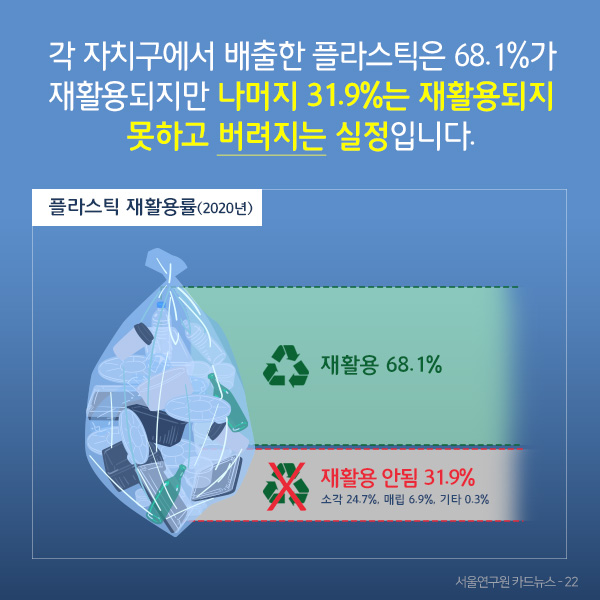 각 자치구에서 배출한 플라스틱은 68.1%가
재활용되지만 나머지 31.9%는 재활용되지
못하고 버려지는 실정입니다.
플라스틱 재활용률(2020년)
재활용 68.1%
재활용 안됨 31.9%
소각 24.7%, 매립 6.9%, 기타 0.3%
서울연구원 카드뉴스 - 22